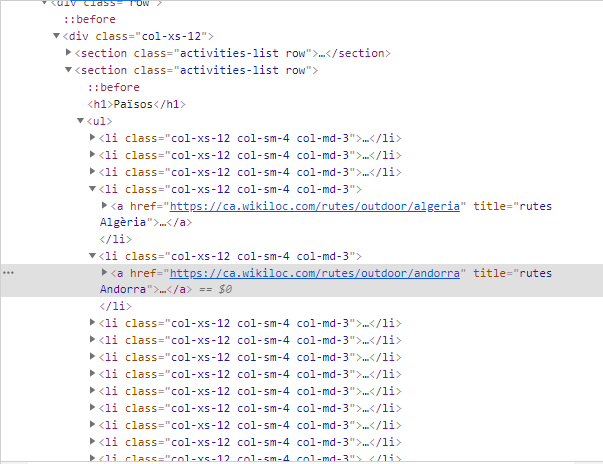 <div class="row">
::before
<div class="col-xs-12">
<section class="activities-list row">…</section>
<section class="activities-list row">
::before
<h1>Països</h1>
<ul>
<li class="col-xs-12 col-sm-4 col-md-3">…</li>
<li class="col-xs-12 col-sm-4 col-md-3">…</li>
<li class="col-xs-12 col-sm-4 col-md-3">…</li>
<li class="col-xs-12 col-sm-4 col-md-3">
<a href="https://ca.wikiloc.com/rutes/outdoor/algeria" title="rutes
Algèria">…</a>
</li>
<li class="col-xs-12 col-sm-4 col-md-3">
<a href="https://ca.wikiloc.com/rutes/outdoor/andorra" title="rutes
Andorra">…</a> == $0
</li>
<li class="col-xs-12 col-sm-4 col-md-3">…</li>
<li class="col-xs-12 col-sm-4 col-md-3">…</li>
<li class="col-xs-12 col-sm-4 col-md-3">…</li>
<li class="col-xs-12 col-sm-4 col-md-3">…</li>
<li class="col-xs-12 col-sm-4 col-md-3">…</li>
<li class="col-xs-12 col-sm-4 col-md-3">…</li>
<li class="col-xs-12 col-sm-4 col-md-3">…</li>
<li class="col-xs-12 col-sm-4 col-md-3">…</li>
<li class="col-xs-12 col-sm-4 col-md-3">…</li>